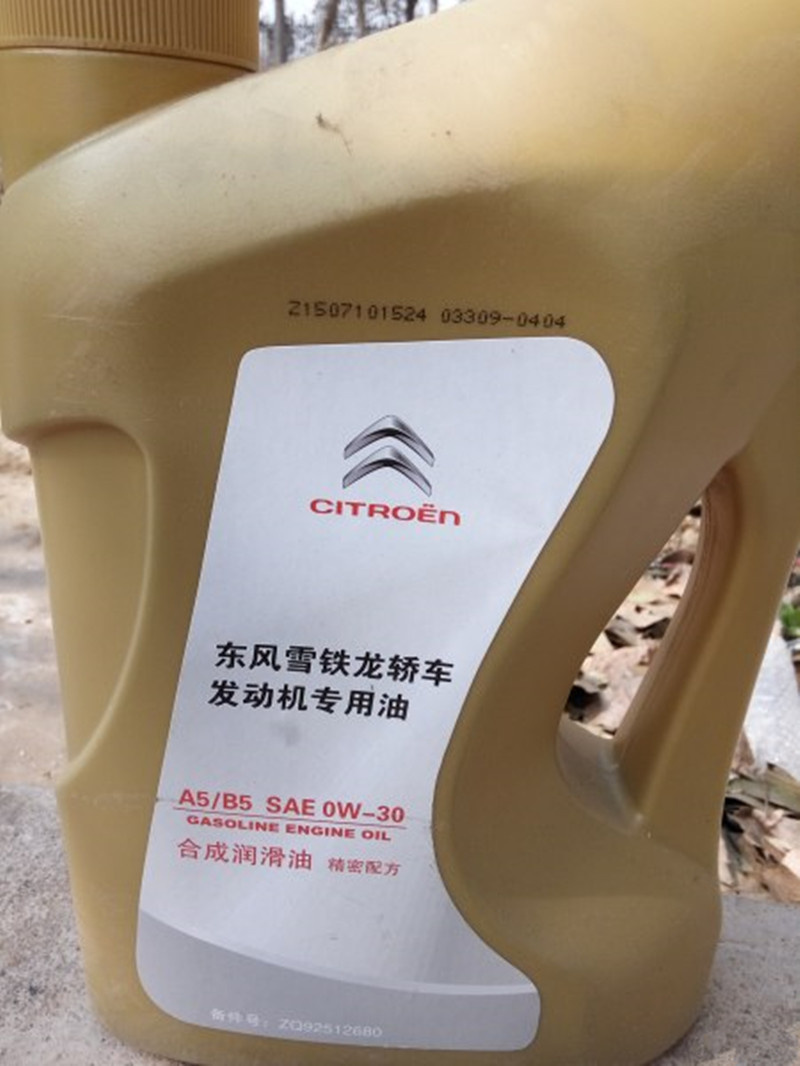 Z1507101524 03309-0404
CITROËN
东风雪铁龙轿车
发动机专用油
A5/B5 SAE 0W-30
GASOLINE ENGINE OIL
合成润滑油 精密配方
备件号：ZQ92512680